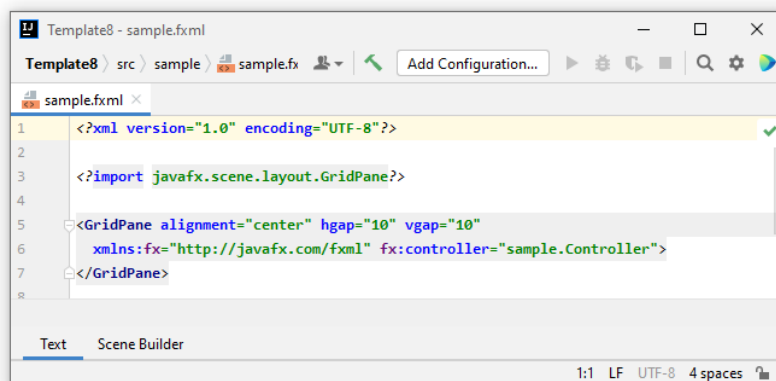 Template8 - sample.fxml
Template8 src sample sample.fx Add Configuration...
sample.fxml
1 <?xml version="1.0" encoding="UTF-8"?>
2
3 <?import javafx.scene.layout.GridPane?>
4
5 <GridPane alignment="center" hgap="10" vgap="10"
6 xmlns:fx="http://javafx.com/fxml" fx:controller="sample.Controller">
7 </GridPane>
8
Text Scene Builder
1:1 LF UTF-8 4 spaces